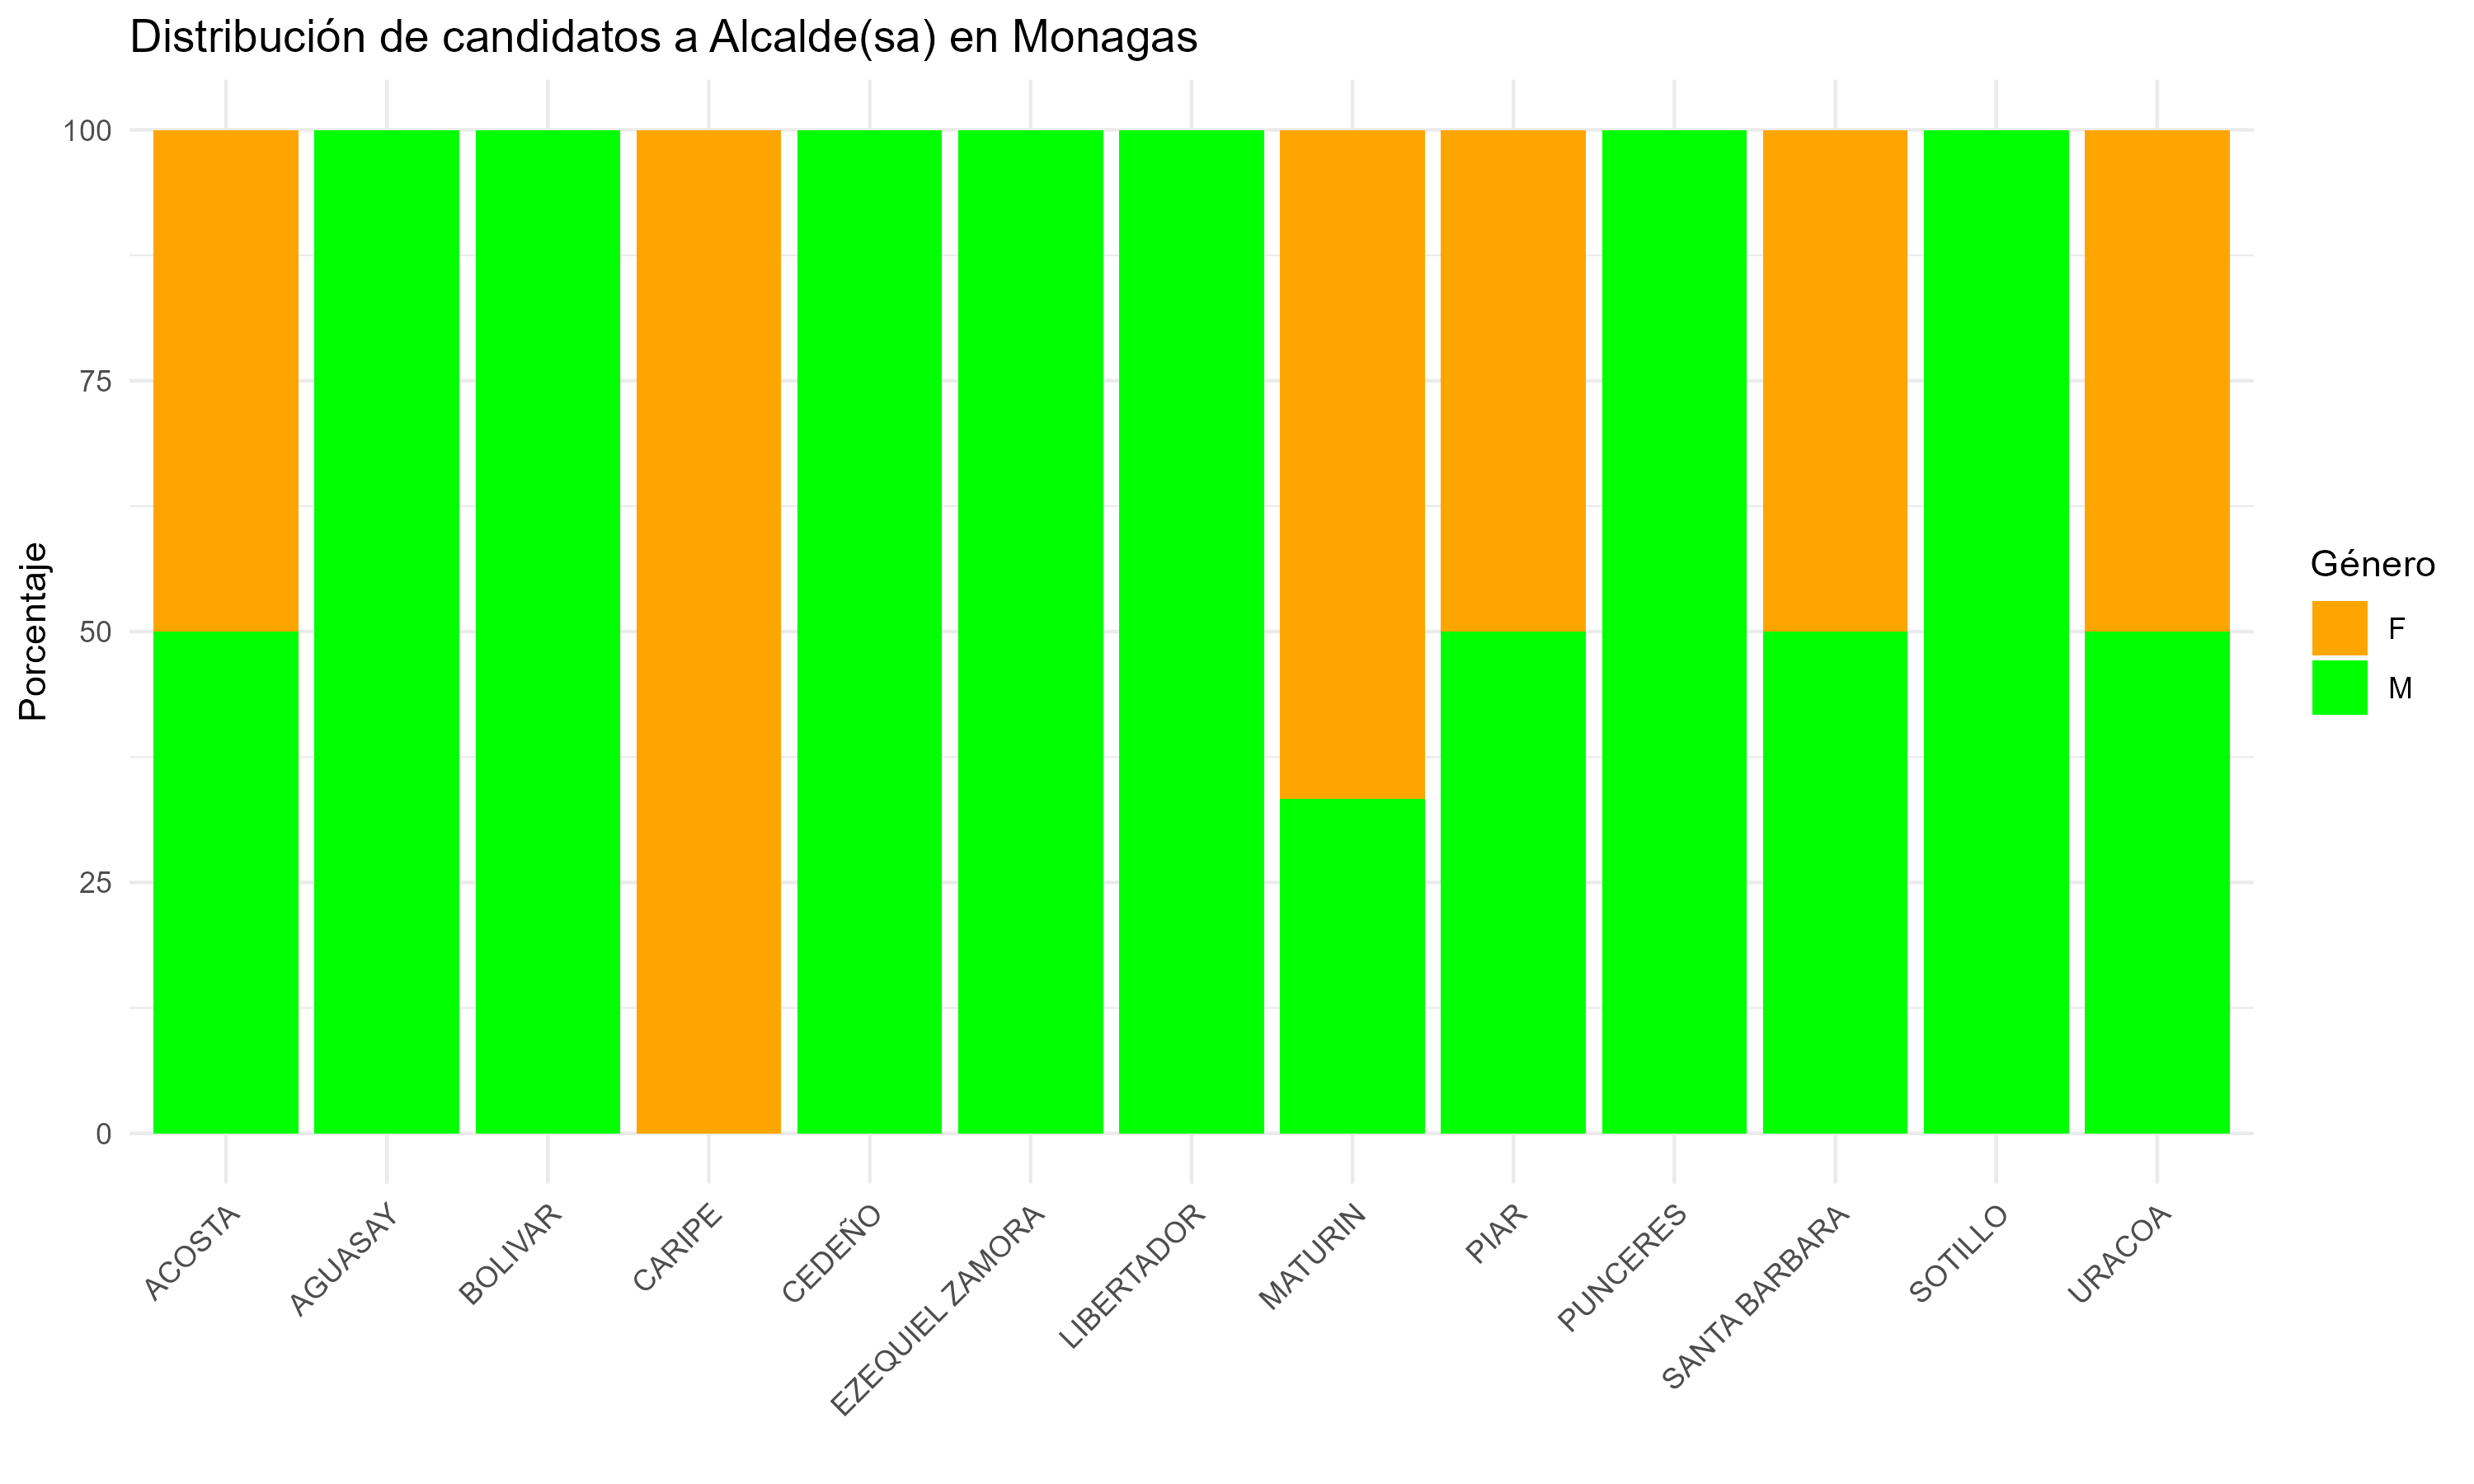 Distribución de candidatos a Alcalde(sa) en Monagas
Porcentaje
100
75
50
25
0
ACOSTA
AGUASAY
BOLIVAR
CARIPE
CEDEÑO
EZEQUIEL ZAMORA
LIBERTADOR
MATURIN
PIAR
PUNCERES
SANTA BARBARA
SOTILLO
URACOA
Género
F
M